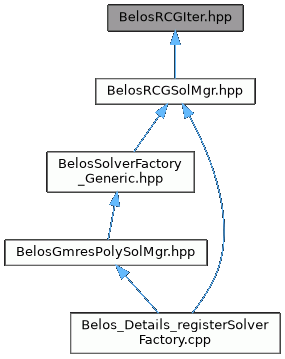 BelosRCGIter.hpp
BelosRCGSolMgr.hpp
BelosSolverFactory
_Generic.hpp
BelosGmresPolySolMgr.hpp
Belos_Details_registerSolver
Factory.cpp